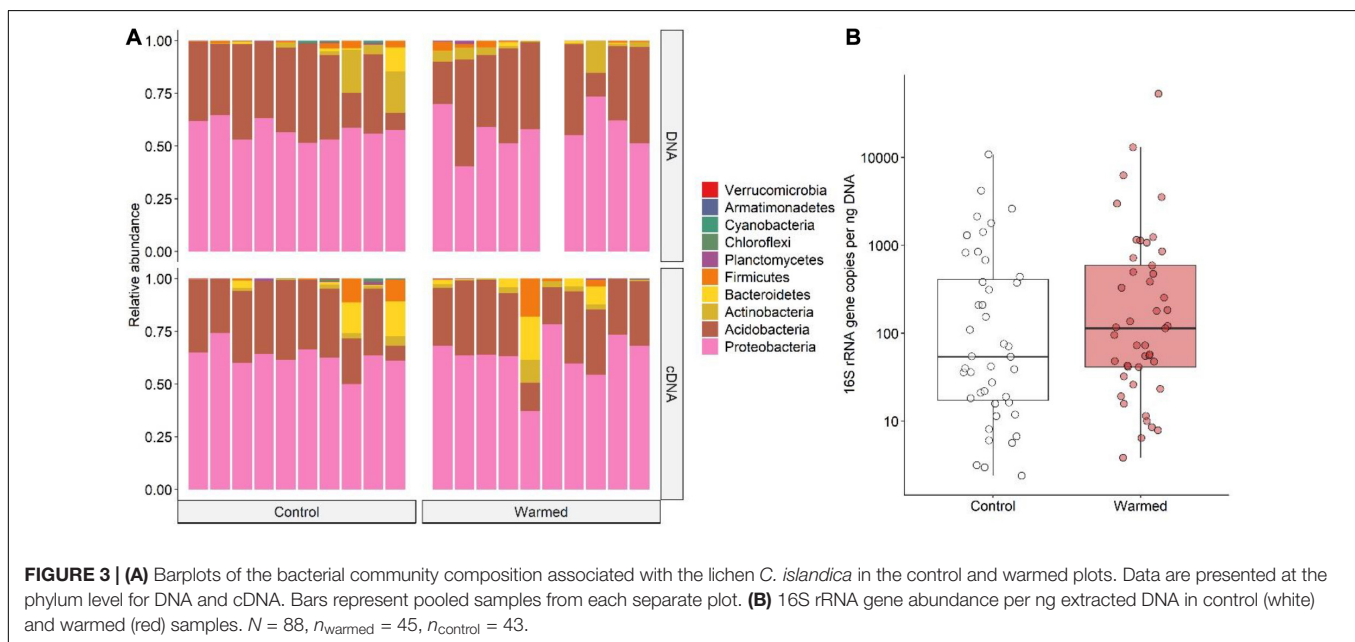 A
B
1.00
0.75
0.50
0.25
0.00
DNA
1.00
0.75
0.50
0.25
0.00
cDNA
Relative abundance
Control
Warmed
Verrucomicrobia
Armatimonadetes
Cyanobacteria
Chloroflexi
Planctomycetes
Firmicutes
Bacteroidetes
Actinobacteria
Acidobacteria
Proteobacteria
16S rRNA gene copies per ng DNA
10000
1000
100
10
Control
Warmed
FIGURE 3 | (A) Barplots of the bacterial community composition associated with the lichen C. islandica in the control and warmed plots. Data are presented at the
phylum level for DNA and cDNA. Bars represent pooled samples from each separate plot. (B) 16S rRNA gene abundance per ng extracted DNA in control (white)
and warmed (red) samples. N = 88, nwarmed = 45, ncontrol = 43.